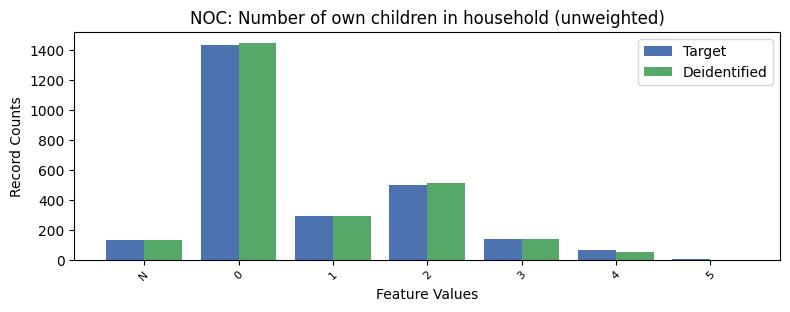 NOC: Number of own children in household (unweighted)
Target
Deidentified
Record Counts
1400
1200
1000
800
600
400
200
0
N
0
1
2
3
4
5
Feature Values